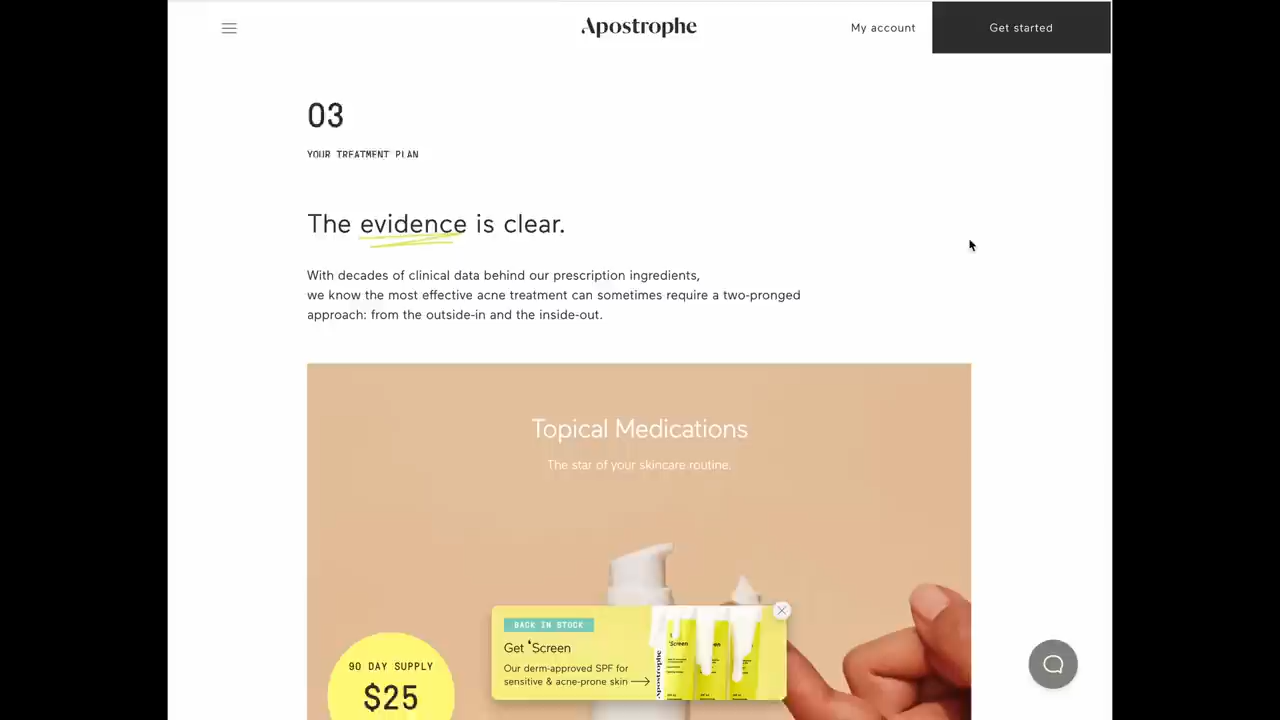 Apostrophe
My account
Get started
03
YOUR TREATMENT PLAN
The evidence is clear.
With decades of clinical data behind our prescription ingredients,
we know the most effective acne treatment can sometimes require a two-pronged
approach: from the outside-in and the inside-out.
Topical Medications
The star of your skincare routine.
BACK IN STOCK
Get ‘Screen
Our derm-approved SPF for
sensitive & acne-prone skin
Apostrophe
90 DAY SUPPLY
$25